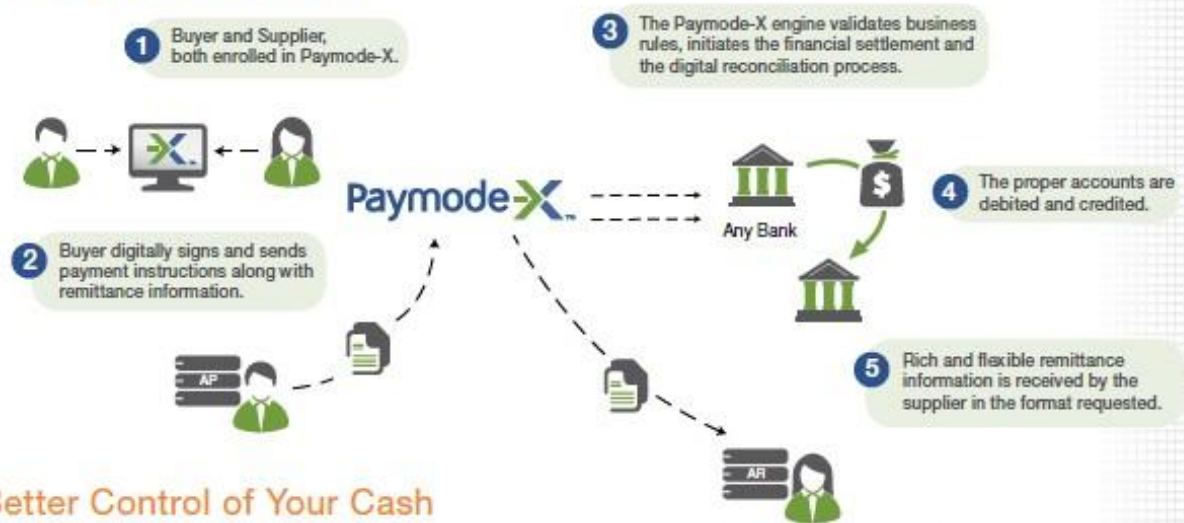 1 Buyer and Supplier,
both enrolled in Paymode-X.
3 The Paymode-X engine validates business
rules, initiates the financial settlement and
the digital reconciliation process.
Paymode-X™
Any Bank
$
4 The proper accounts are
debited and credited.
2 Buyer digitally signs and sends
payment instructions along with
remittance information.
AP
5 Rich and flexible remittance
information is received by the
supplier in the format requested.
AR
etter Control of Your Cash